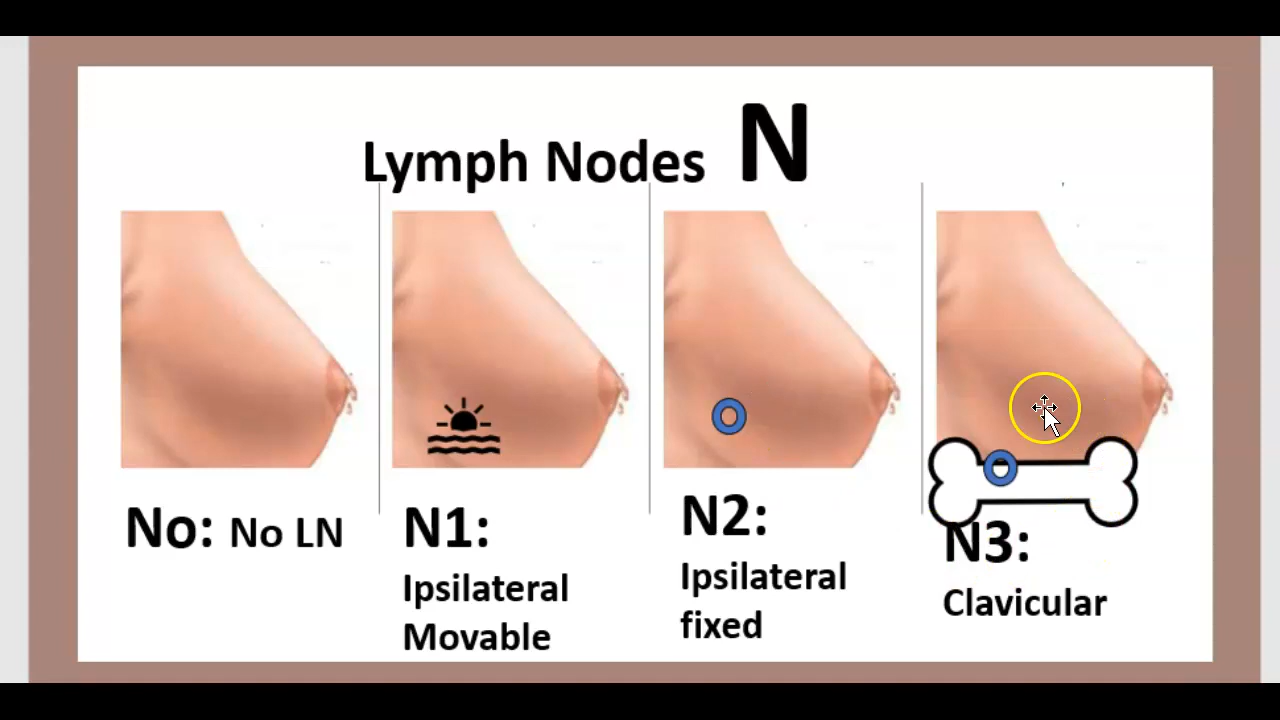 Lymph Nodes N
No: No LN
N1:
Ipsilateral
Movable
N2:
Ipsilateral
fixed
N3:
Clavicular